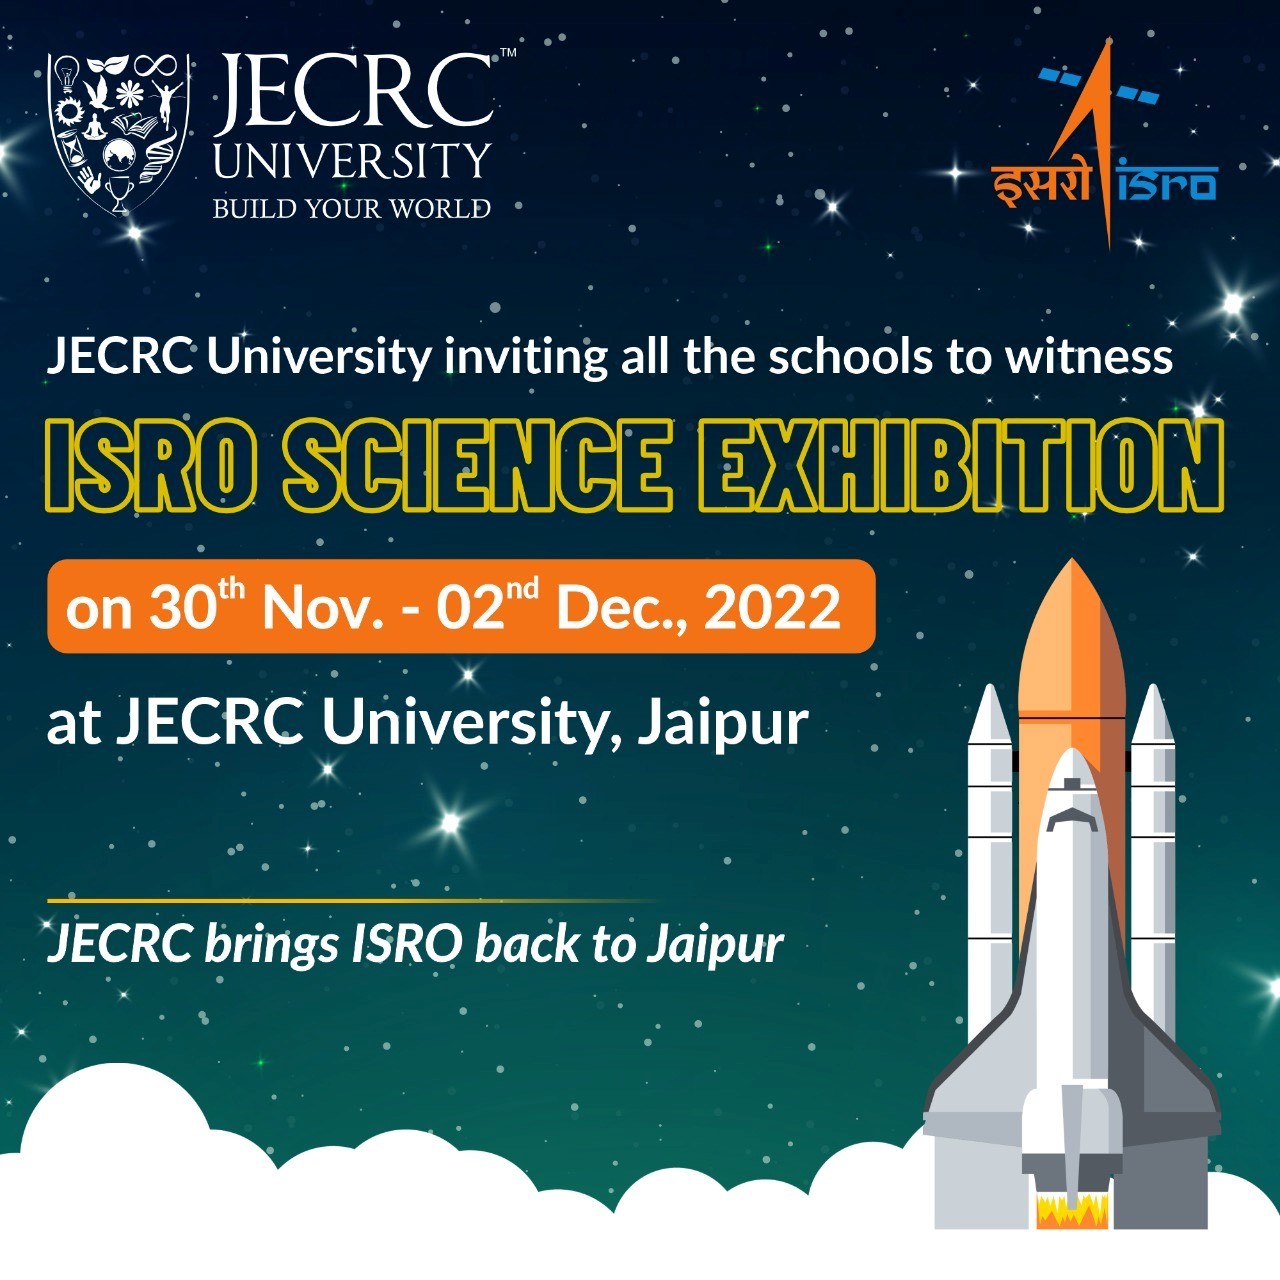 JECRC™
UNIVERSITY
BUILD YOUR WORLD
इसरो isro
JECRC University inviting all the schools to witness
ISRO SCIENCE EXHIBITION
on 30th Nov. - 02nd Dec., 2022
at JECRC University, Jaipur
JECRC brings ISRO back to Jaipur